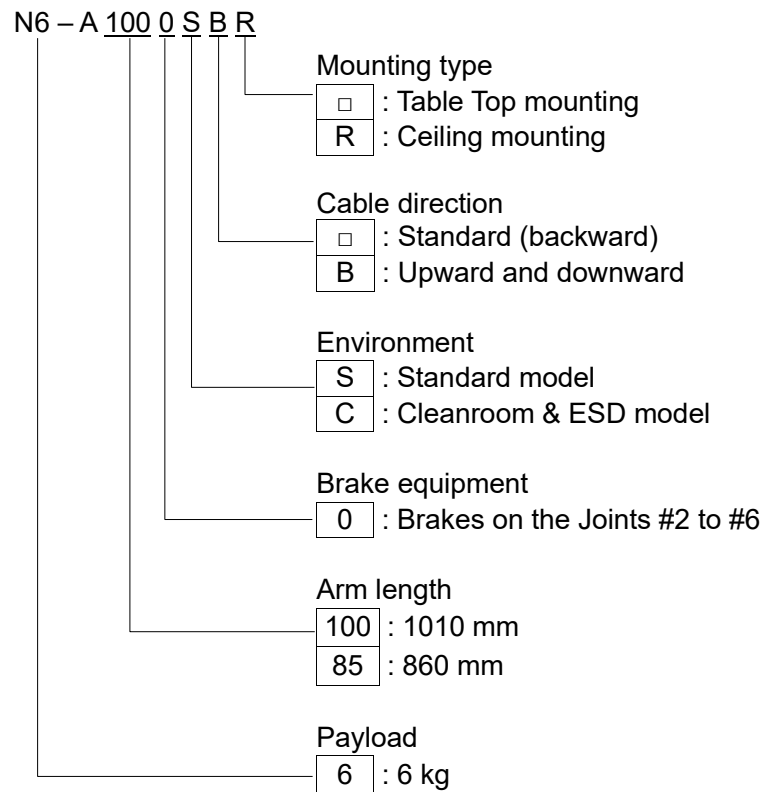 N6 – A 100 0 S B R
Mounting type
□ : Table Top mounting
R : Ceiling mounting
Cable direction
□ : Standard (backward)
B : Upward and downward
Environment
S : Standard model
C : Cleanroom & ESD model
Brake equipment
0 : Brakes on the Joints #2 to #6
Arm length
100 : 1010 mm
85 : 860 mm
Payload
6 : 6 kg